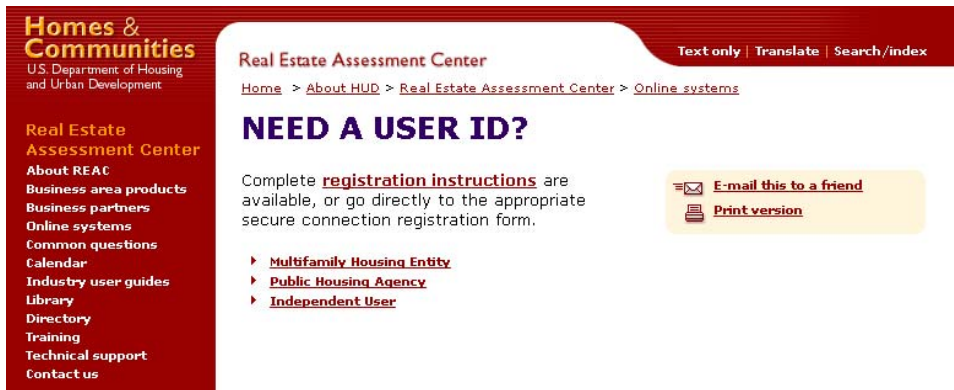 Homes &
Communities
U.S. Department of Housing
and Urban Development
Real Estate Assessment Center
Text only | Translate | Search/index
Home > About HUD > Real Estate Assessment Center > Online systems
Real Estate
Assessment Center
About REAC
Business area products
Business partners
Online systems
Common questions
Calendar
Industry user guides
Library
Directory
Training
Technical support
Contact us
NEED A USER ID?
Complete registration instructions are
available, or go directly to the appropriate
secure connection registration form.
Multifamily Housing Entity
Public Housing Agency
Independent User
E-mail this to a friend
Print version